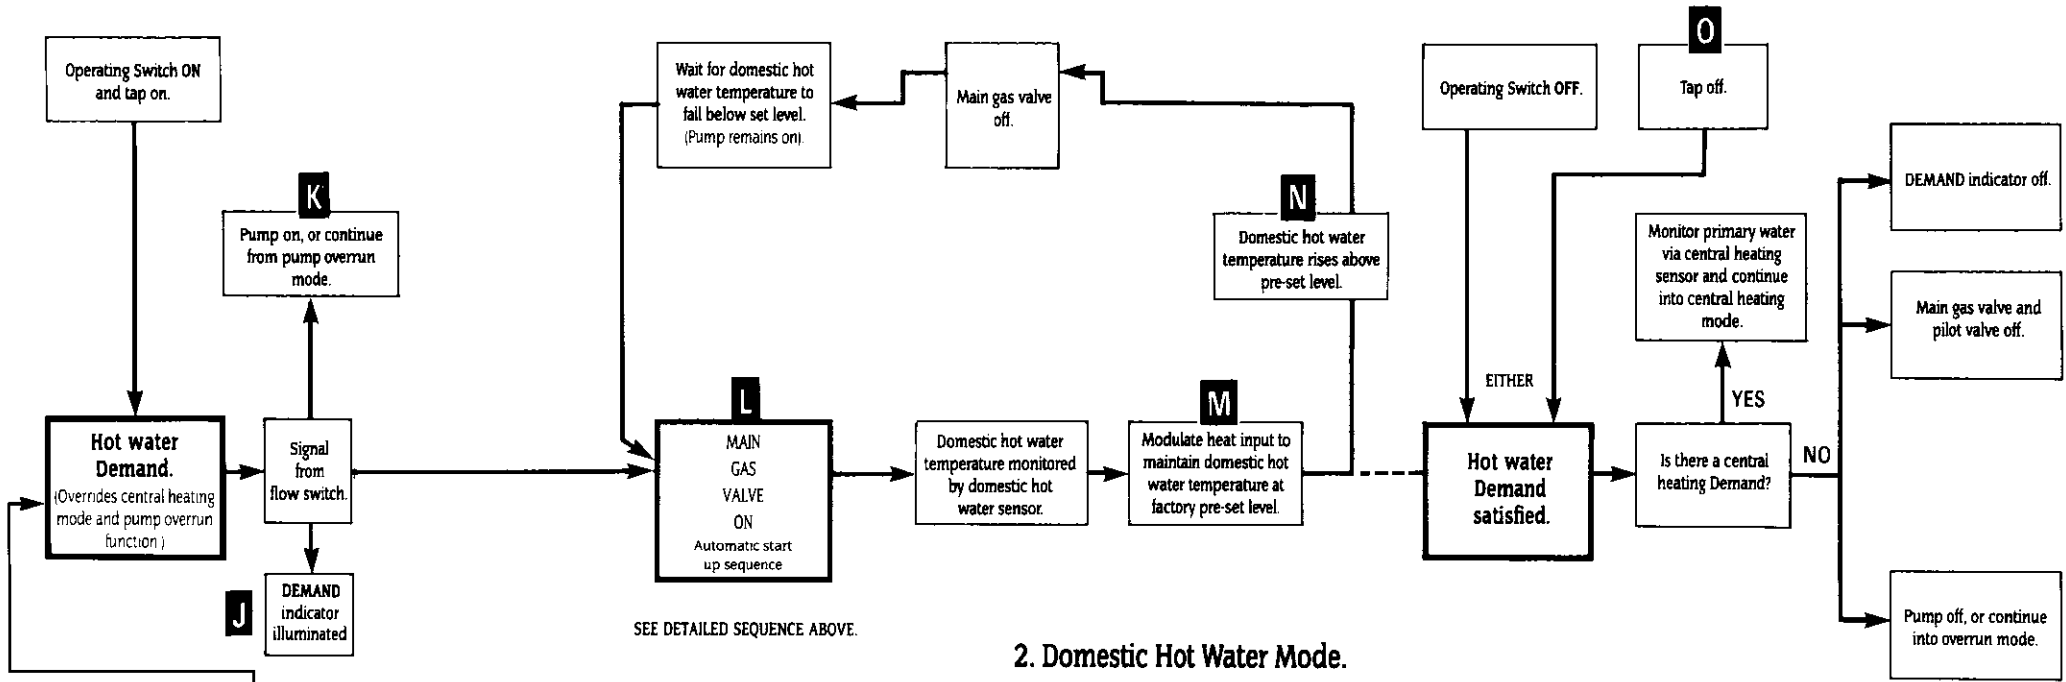 Operating Switch ON
and tap on.
K
Pump on, or continue
from pump overrun
mode.
Hot water
Demand.
(Overrides central heating
mode and pump overrun
function)
Signal
from
flow switch.
J
DEMAND
indicator
illuminated
Wait for domestic hot
water temperature to
fall below set level.
(Pump remains on).
Main gas valve
off.
N
Domestic hot water
temperature rises above
pre-set level.
L
MAIN
GAS
VALVE
ON
Automatic start
up sequence
SEE DETAILED SEQUENCE ABOVE.
Domestic hot water
temperature monitored
by domestic hot
water sensor.
M
Modulate heat input to
maintain domestic hot
water temperature at
factory pre-set level.
Operating Switch OFF.
O
Tap off.
EITHER
Hot water
Demand
satisfied.
Monitor primary water
via central heating
sensor and continue
into central heating
mode.
YES
Is there a central
heating Demand?
NO
DEMAND indicator off.
Main gas valve and
pilot valve off.
Pump off, or continue
into overrun mode.
2. Domestic Hot Water Mode.